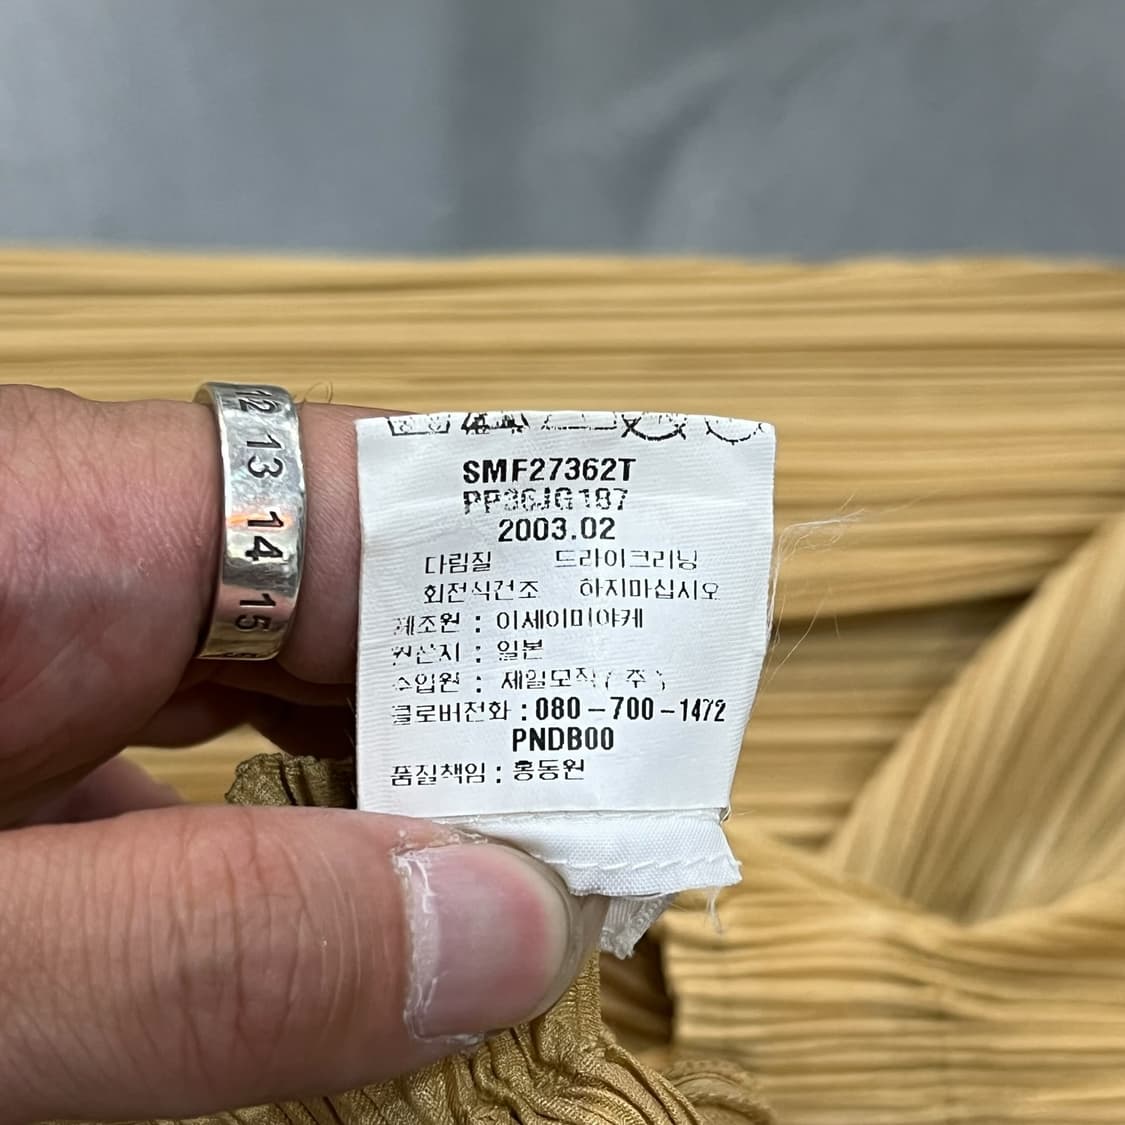 12 13 14 15
SMF27362T
PP36JG187
2003.02
다림질 드라이크리닝
회전식건조 하지마십시오
제조원 : 이세이미야케
원산지 : 일본
수입원 : 제일모직(주)
클로버전화 : 080-700-1472
PNDB00
품질책임 : 홍동원